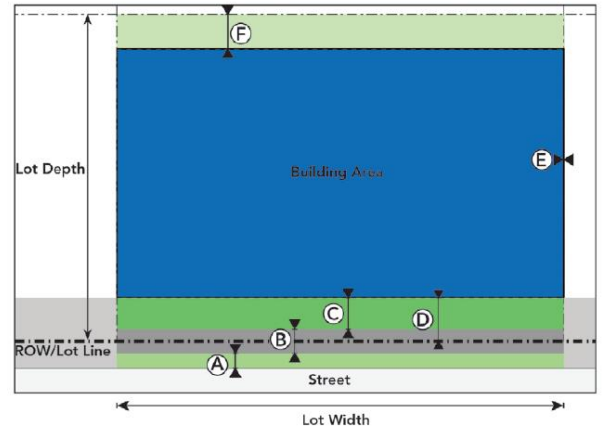 F
Lot Depth
Building Area
E
C
D
B
ROW/Lot Line
A
Street
Lot Width